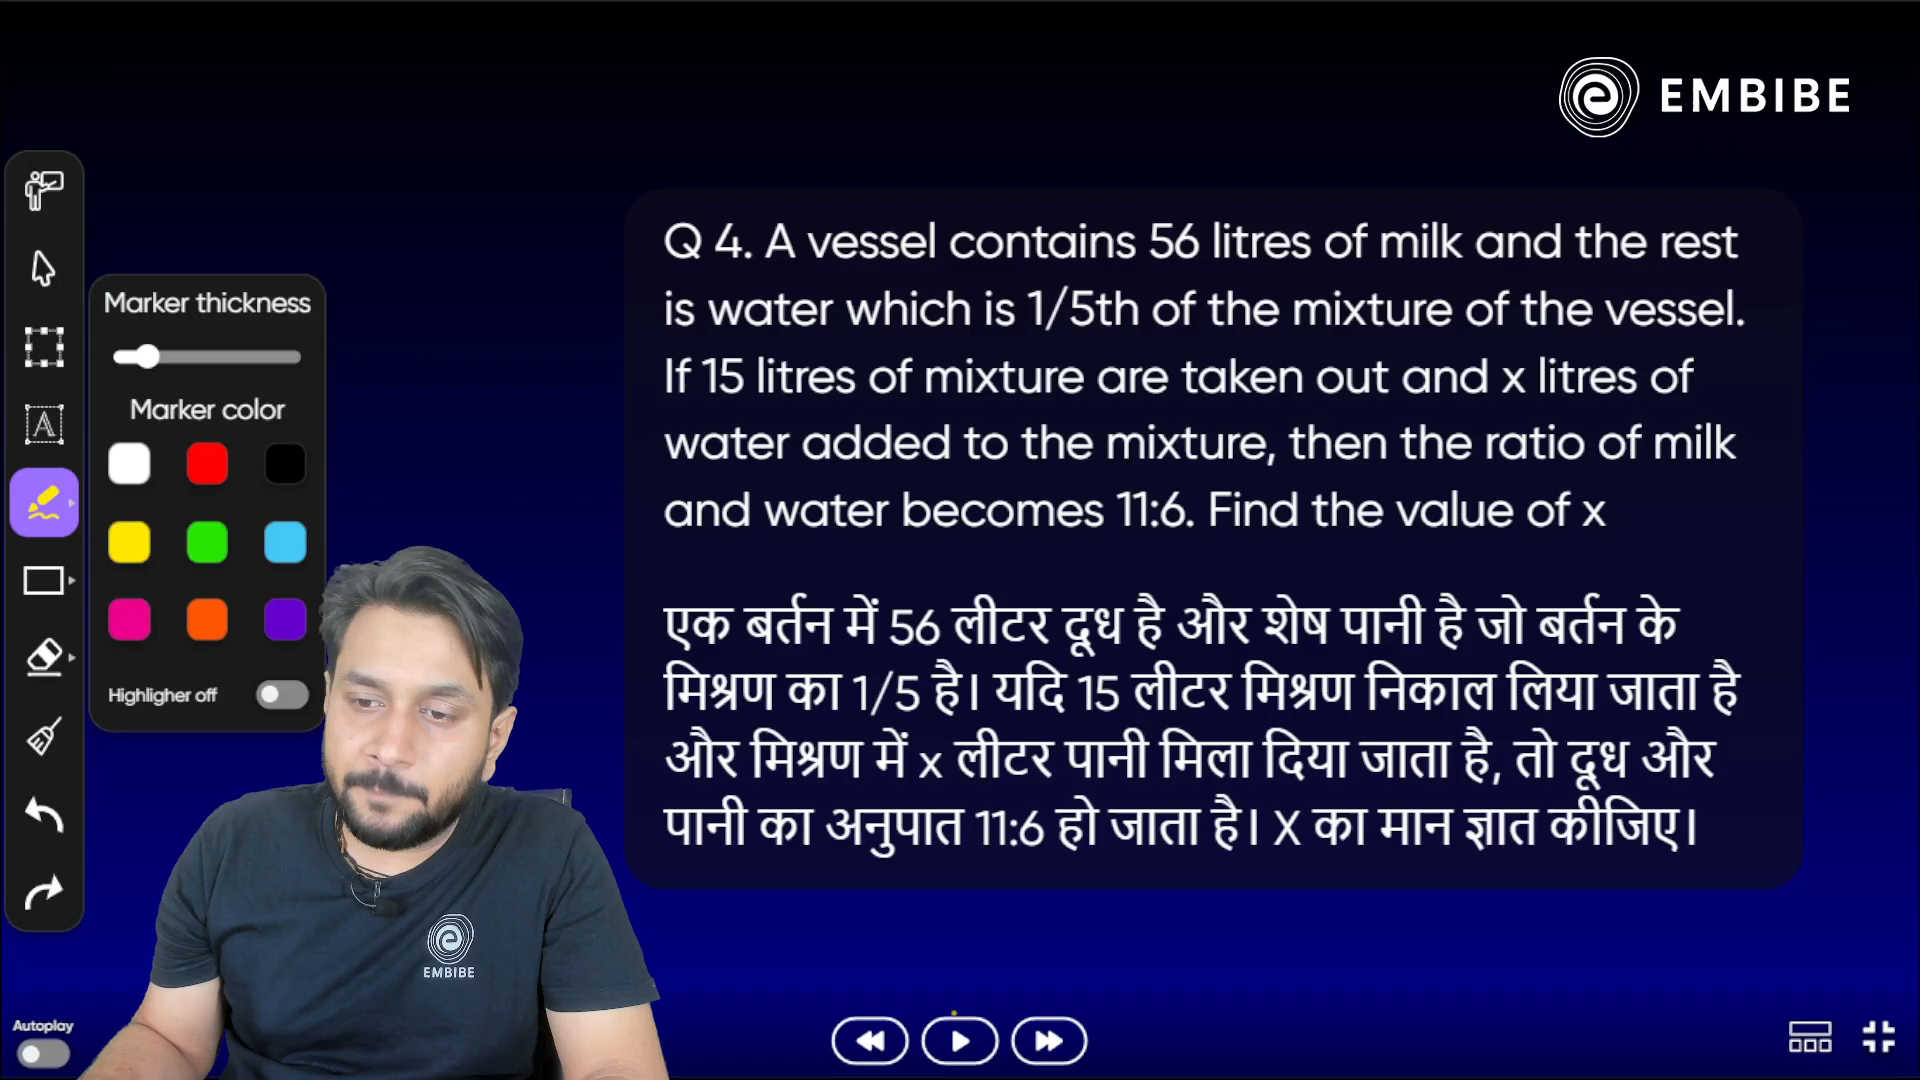 EMBIBE
Marker thickness
Marker color
Highligher off
Q 4. A vessel contains 56 litres of milk and the rest
is water which is 1/5th of the mixture of the vessel.
If 15 litres of mixture are taken out and x litres of
water added to the mixture, then the ratio of milk
and water becomes 11:6. Find the value of x
एक बर्तन में 56 लीटर दूध है और शेष पानी है जो बर्तन के
मिश्रण का 1/5 है। यदि 15 लीटर मिश्रण निकाल लिया जाता है
और मिश्रण में x लीटर पानी मिला दिया जाता है, तो दूध और
पानी का अनुपात 11:6 हो जाता है। X का मान ज्ञात कीजिए।
EMBIBE
Autoplay